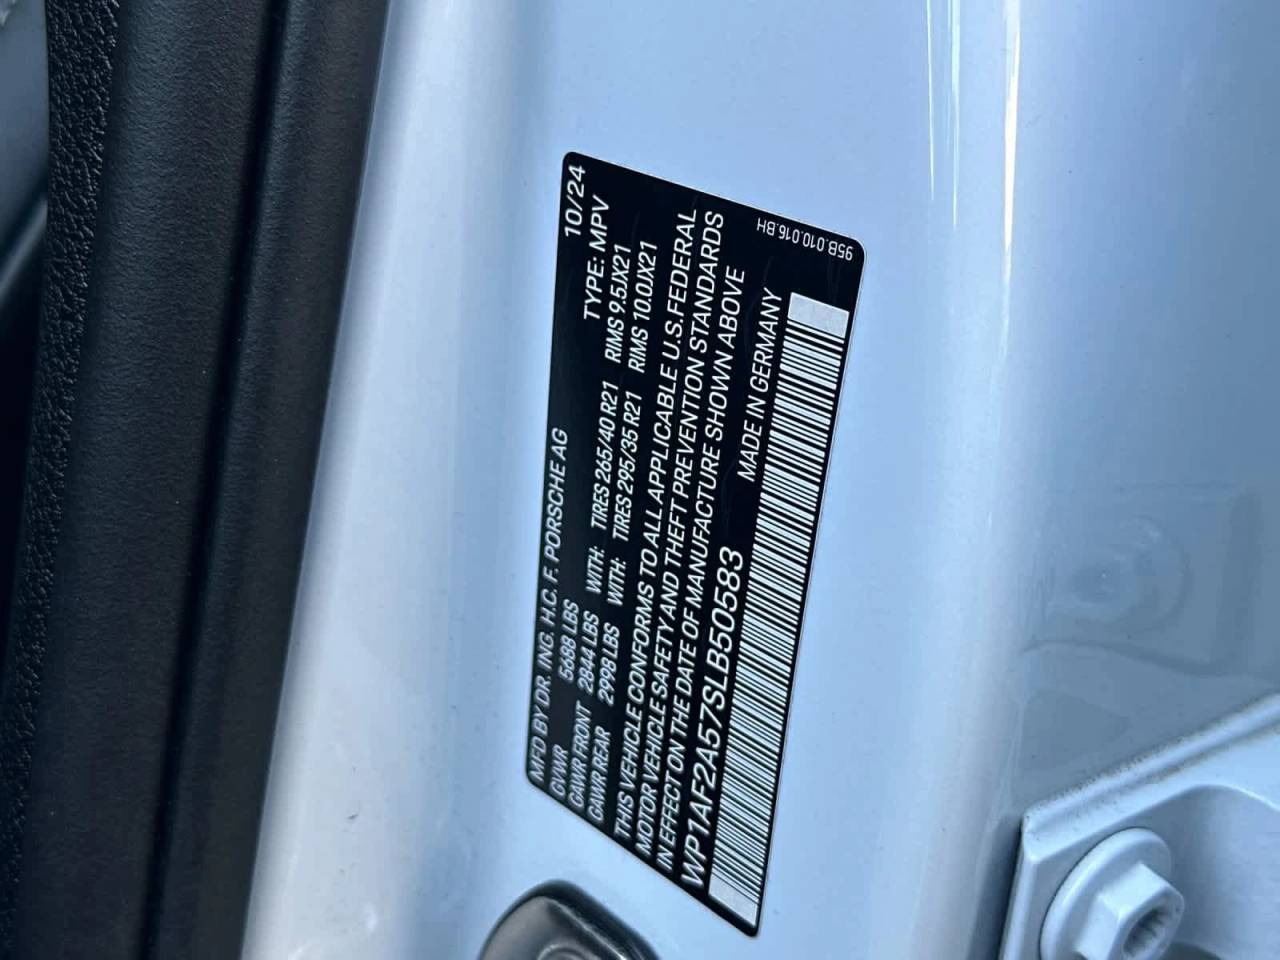 MFD BY DR. ING. H.C. F. PORSCHE AG 10/24
GVWR 5688 LBS TYPE: MPV
GAWR FRONT 2844 LBS WITH: TIRES 265/40 R21 RIMS 9.5JX21
GAWR REAR 2998 LBS WITH: TIRES 295/35 R21 RIMS 10.0JX21
THIS VEHICLE CONFORMS TO ALL APPLICABLE U.S. FEDERAL
MOTOR VEHICLE SAFETY AND THEFT PREVENTION STANDARDS
IN EFFECT ON THE DATE OF MANUFACTURE SHOWN ABOVE
WP1AF2A57SLB50583 MADE IN GERMANY
95B.010.016.BH